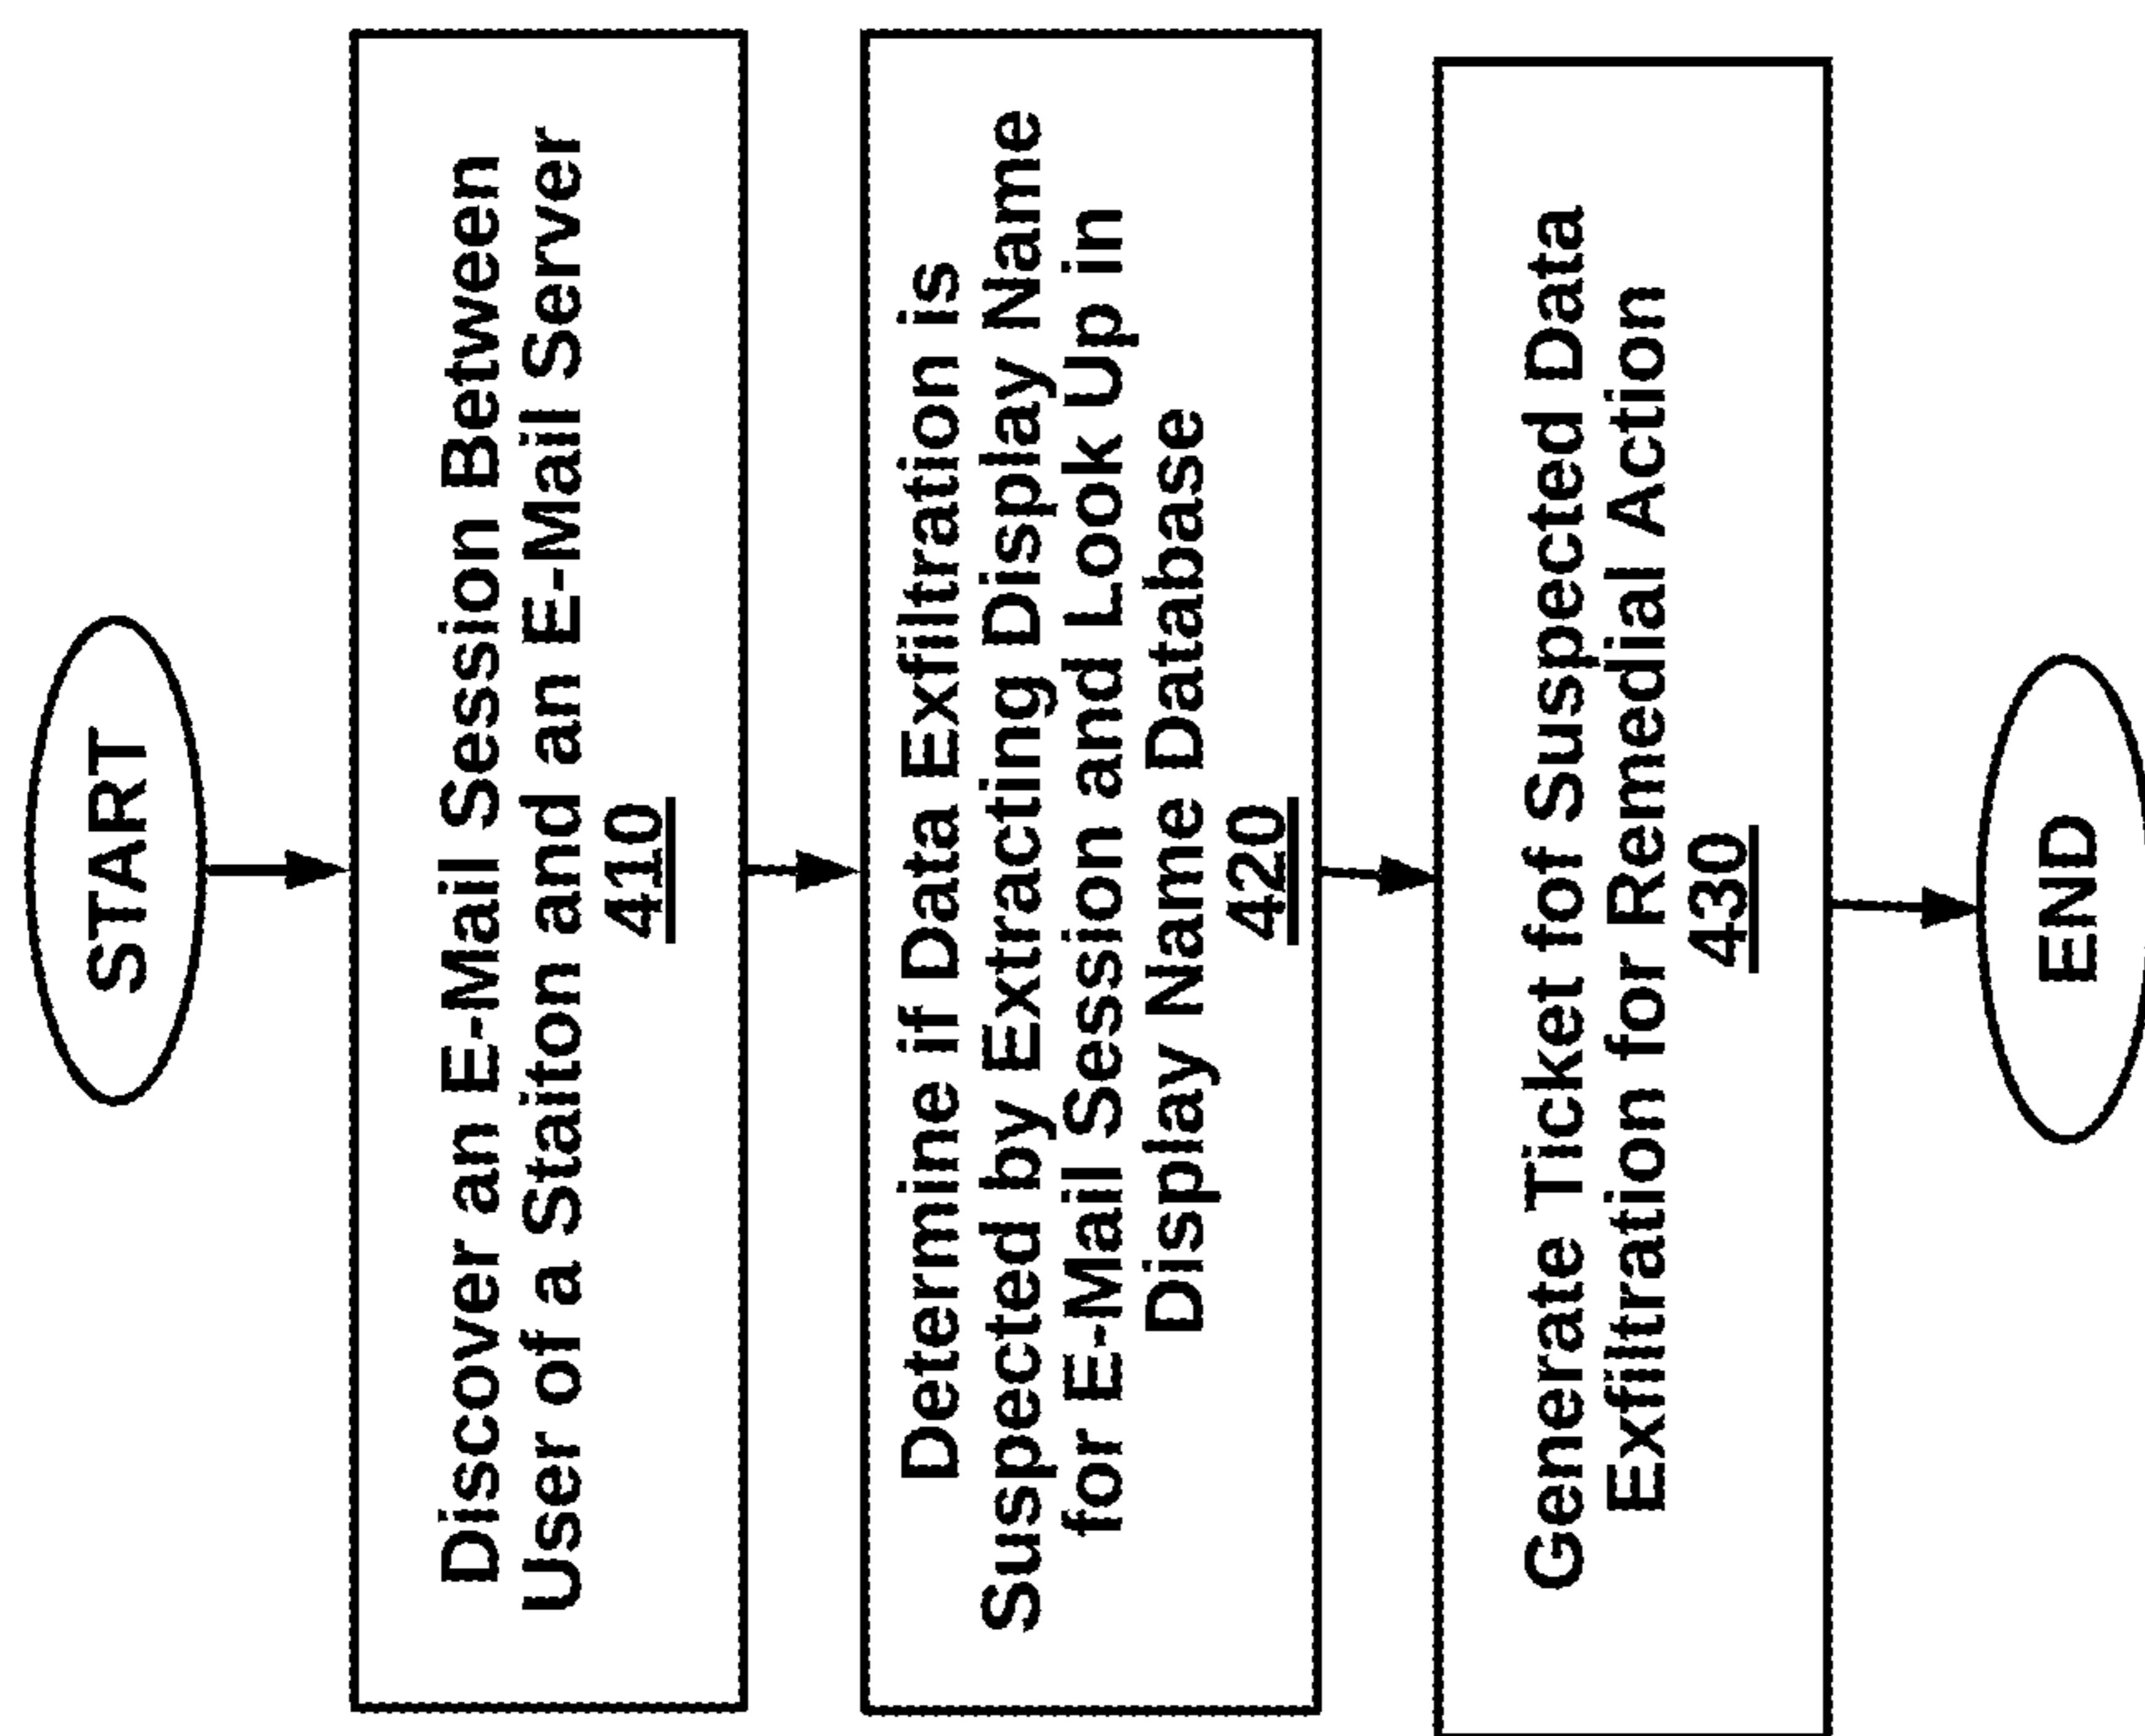 START
Discover an E-Mail Session Between
User of a Staiton and an E-Mail Server
410
Determine if Data Exfiltration is
Suspected by Extracting Display Name
for E-Mail Session and Look Up in
Display Name Database
420
Generate Ticket fof Suspected Data
Exfiltration for Remedial Action
430
END